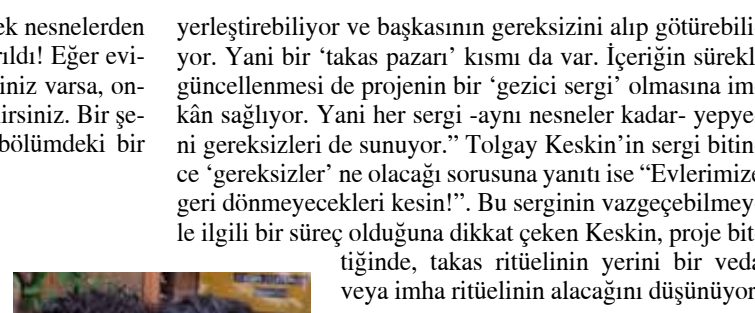 ek nesnelerden
rıldı! Eğer evi-
iniz varsa, on-
irsiniz. Bir şe-
bölümdeki bir
yerleştirebiliyor ve başkasının gereksizini alıp götürebili
yor. Yani bir ‘takas pazarı’ kısmı da var. İçeriğin sürekl
güncellenmesi de projenin bir ‘gezici sergi’ olmasına im
kân sağlıyor. Yani her sergi -aynı nesneler kadar- yepye
ni gereksizleri de sunuyor.” Tolgay Keskin’in sergi bitin
ce ‘gereksizler’ ne olacağı sorusuna yanıtı ise “Evlerimize
geri dönmeyecekleri kesin!”. Bu serginin vazgeçebilmey
le ilgili bir süreç olduğuna dikkat çeken Keskin, proje bit
tiğinde, takas ritüelinin yerini bir veda
veya imha ritüelinin alacağını düşünüyor